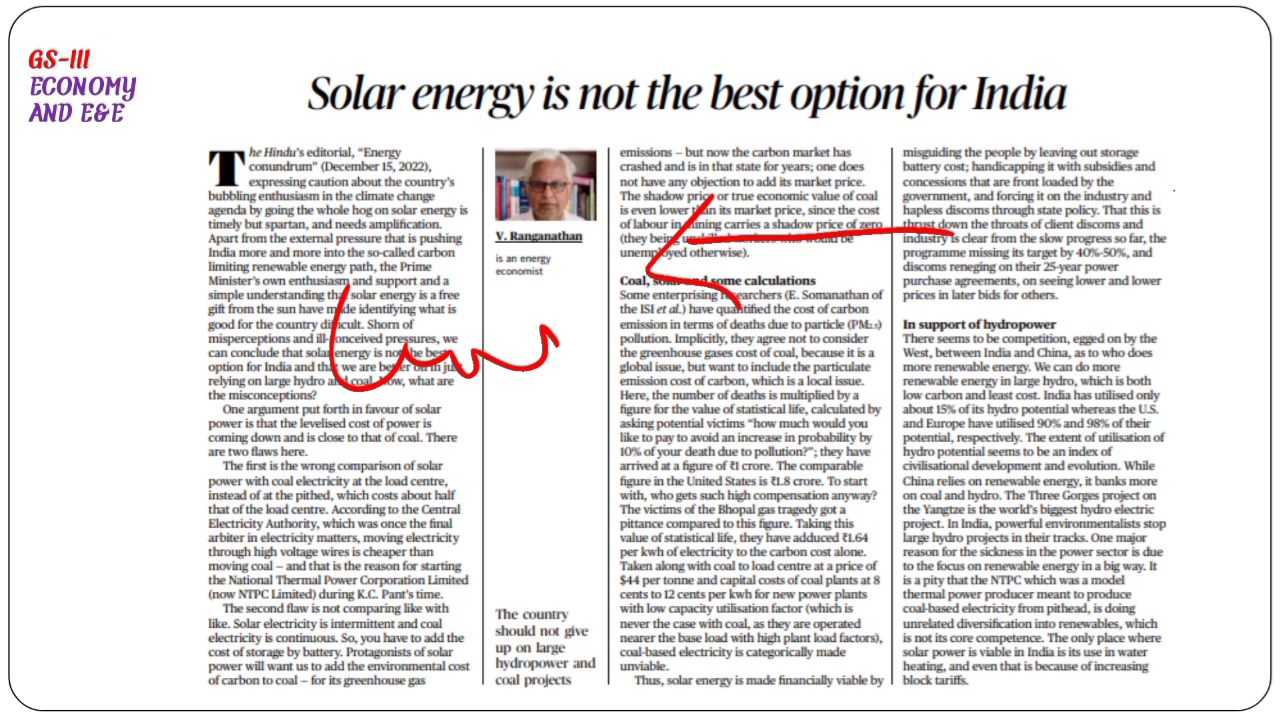 GS-III
ECONOMY
AND E&E
Solar energy is not the best option for India
The Hindu's editorial, "Energy
conundrum" (December 15, 2022),
expressing caution about the country's
bubbling enthusiasm in the climate change
agenda by going the whole hog on solar energy is
timely but spartan, and needs amplification.
Apart from the external pressure that is pushing
India more and more into the so-called carbon
limiting renewable energy path, the Prime
Minister's own enthusiasm and support and a
simple understanding that solar energy is a free
gift from the sun have made identifying what is
good for the country difficult. Shorn of
misperceptions and ill-conceived pressures, we
can conclude that solar energy is not the best
option for India and that we are better off in just
relying on large hydro and coal. Now, what are
the misconceptions?
One argument put forth in favour of solar
power is that the levelised cost of power is
coming down and is close to that of coal. There
are two flaws here.
The first is the wrong comparison of solar
power with coal electricity at the load centre,
instead of at the pithed, which costs about half
that of the load centre. According to the Central
Electricity Authority, which was once the final
arbiter in electricity matters, moving electricity
through high voltage wires is cheaper than
moving coal – and that is the reason for starting
the National Thermal Power Corporation Limited
(now NTPC Limited) during K.C. Pant's time.
The second flaw is not comparing like with
like. Solar electricity is intermittent and coal
electricity is continuous. So, you have to add the
cost of storage by battery. Protagonists of solar
power will want us to add the environmental cost
of carbon to coal – for its greenhouse gas
V. Ranganathan
is an energy
economist
The country
should not give
up on large
hydropower and
coal projects
emissions – but now the carbon market has
crashed and is in that state for years; one does
not have any objection to add its market price.
The shadow price or true economic value of coal
is even lower than its market price, since the cost
of labour in mining carries a shadow price of zero
(they being unskilled workers who would be
unemployed otherwise).
Coal, solar and some calculations
Some enterprising researchers (E. Somanathan of
the ISI et al.) have quantified the cost of carbon
emission in terms of deaths due to particle (PM2.5)
pollution. Implicitly, they agree not to consider
the greenhouse gases cost of coal, because it is a
global issue, but want to include the particulate
emission cost of carbon, which is a local issue.
Here, the number of deaths is multiplied by a
figure for the value of statistical life, calculated by
asking potential victims "how much would you
like to pay to avoid an increase in probability by
10% of your death due to pollution?"; they have
arrived at a figure of ₹1 crore. The comparable
figure in the United States is ₹1.8 crore. To start
with, who gets such high compensation anyway?
The victims of the Bhopal gas tragedy got a
pittance compared to this figure. Taking this
value of statistical life, they have adduced ₹1.64
per kwh of electricity to the carbon cost alone.
Taken along with coal to load centre at a price of
$44 per tonne and capital costs of coal plants at 8
cents to 12 cents per kwh for new power plants
with low capacity utilisation factor (which is
never the case with coal, as they are operated
nearer the base load with high plant load factors),
coal-based electricity is categorically made
unviable.
Thus, solar energy is made financially viable by
misguiding the people by leaving out storage
battery cost; handicapping it with subsidies and
concessions that are front loaded by the
government, and forcing it on the industry and
hapless discoms through state policy. That this is
thrust down the throats of client discoms and
industry is clear from the slow progress so far, the
programme missing its target by 40%-50%, and
discoms reneging on their 25-year power
purchase agreements, on seeing lower and lower
prices in later bids for others.
In support of hydropower
There seems to be competition, egged on by the
West, between India and China, as to who does
more renewable energy. We can do more
renewable energy in large hydro, which is both
low carbon and least cost. India has utilised only
about 15% of its hydro potential whereas the U.S.
and Europe have utilised 90% and 98% of their
potential, respectively. The extent of utilisation of
hydro potential seems to be an index of
civilisational development and evolution. While
China relies on renewable energy, it banks more
on coal and hydro. The Three Gorges project on
the Yangtze is the world's biggest hydro electric
project. In India, powerful environmentalists stop
large hydro projects in their tracks. One major
reason for the sickness in the power sector is due
to the focus on renewable energy in a big way. It
is a pity that the NTPC which was a model
thermal power producer meant to produce
coal-based electricity from pithead, is doing
unrelated diversification into renewables, which
is not its core competence. The only place where
solar power is viable in India is its use in water
heating, and even that is because of increasing
block tariffs.